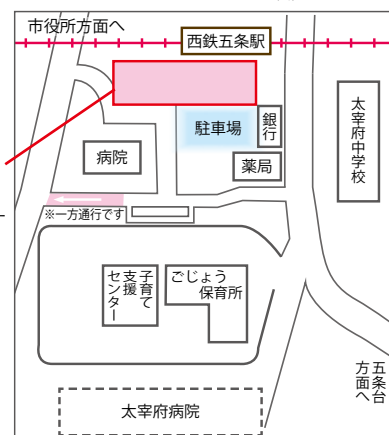 市役所方面へ
西鉄五条駅
駐車場
銀行
太宰府中学校
病院
薬局
※一方通行です
子育て
支援
センター
ごじょう
保育所
五条台
方面へ
太宰府病院